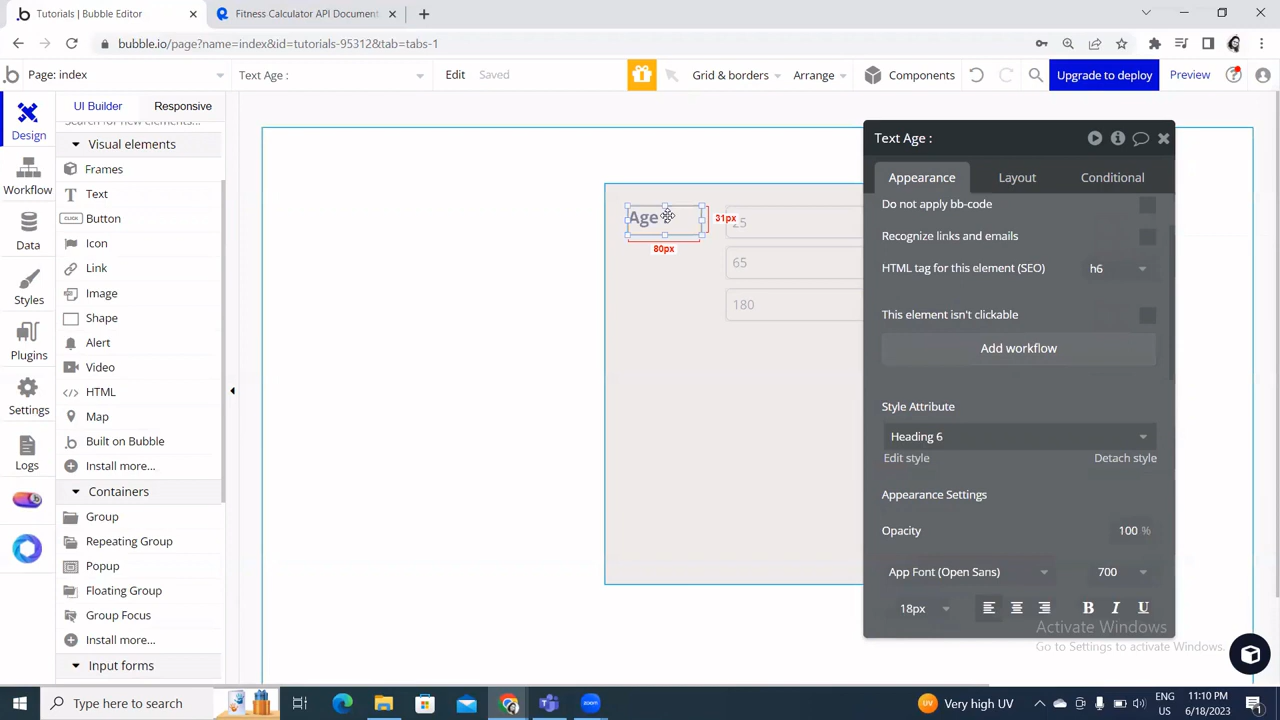 Tutorials | Bubble Editor
Fitness Calculator API Document
bubble.io/page?name=index&id=tutorials-95312&tab=tabs-1
Page: index
Text Age :
Edit
Saved
Grid & borders
Arrange
Components
Upgrade to deploy
Preview
UI Builder
Responsive
Design
Workflow
Data
Styles
Plugins
Settings
Logs
Search for new elements...
Visual elements
Frames
Text
CLICK
Button
Icon
Link
Image
Shape
Alert
Video
HTML
Map
Built on Bubble
Install more...
Containers
Group
Repeating Group
Popup
Floating Group
Group Focus
Install more...
Input forms
Age
31px
80px
25
65
180
Text Age :
Appearance
Layout
Conditional
Do not apply bb-code
Recognize links and emails
HTML tag for this element (SEO)
h6
This element isn't clickable
Add workflow
Style Attribute
Heading 6
Edit style
Detach style
Appearance Settings
Opacity
100 %
App Font (Open Sans)
700
18px
B I U
Activate Windows
Go to Settings to activate Windows.
Type here to search
Very high UV
ENG
US
11:10 PM
6/18/2023